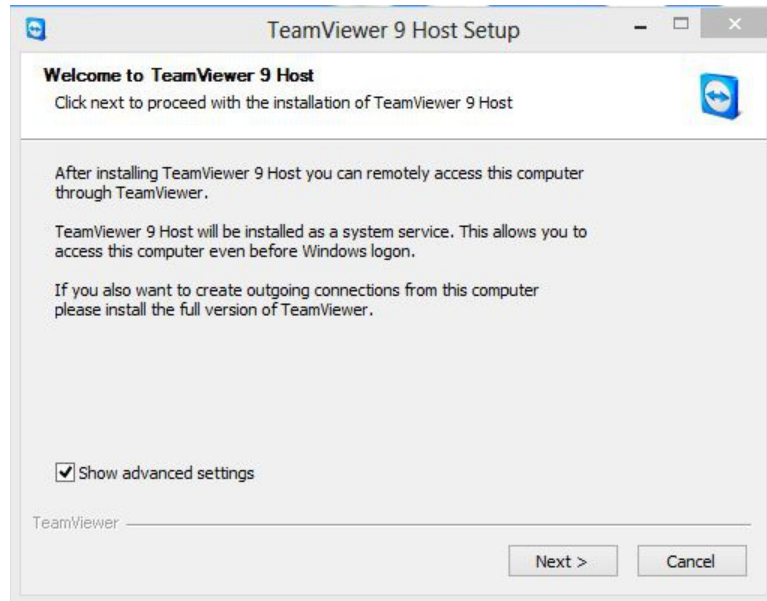 TeamViewer 9 Host Setup
Welcome to TeamViewer 9 Host
Click next to proceed with the installation of TeamViewer 9 Host
After installing TeamViewer 9 Host you can remotely access this computer
through TeamViewer.
TeamViewer 9 Host will be installed as a system service. This allows you to
access this computer even before Windows logon.
If you also want to create outgoing connections from this computer
please install the full version of TeamViewer.
Show advanced settings
TeamViewer
Next >
Cancel